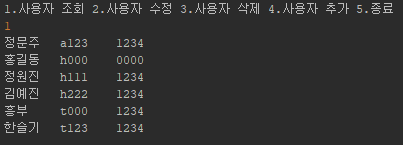 1.사용자 조회 2.사용자 수정 3.사용자 삭제 4.사용자 추가 5.종료
1
정문주 a123 1234
홍길동 h000 0000
정원진 h111 1234
김예진 h222 1234
흥부 t000 1234
한슬기 t123 1234